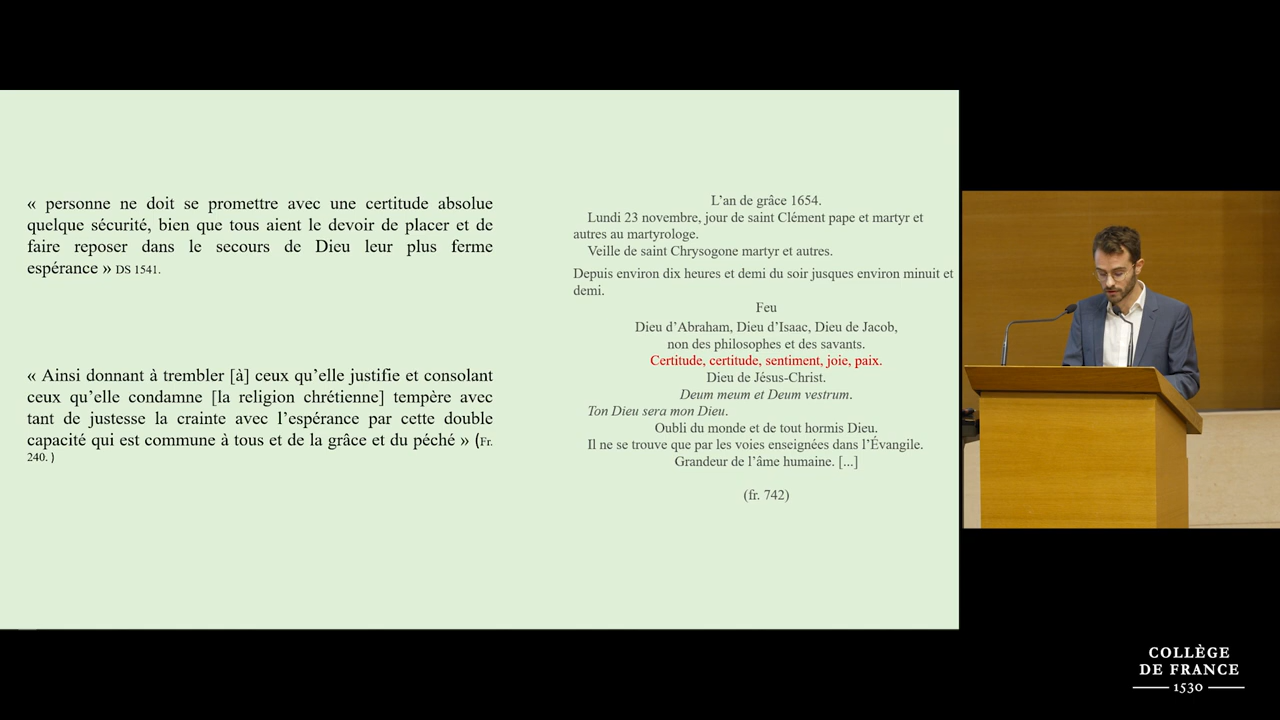 « personne ne doit se promettre avec une certitude absolue
quelque sécurité, bien que tous aient le devoir de placer et de
faire reposer dans le secours de Dieu leur plus ferme
espérance » DS 1541.
« Ainsi donnant à trembler [à] ceux qu’elle justifie et consolant
ceux qu’elle condamne [la religion chrétienne] tempère avec
tant de justesse la crainte avec l’espérance par cette double
capacité qui est commune à tous et de la grâce et du péché » (Fr.
240. )
L’an de grâce 1654.
Lundi 23 novembre, jour de saint Clément pape et martyr et
autres au martyrologe.
Veille de saint Chrysogone martyr et autres.
Depuis environ dix heures et demi du soir jusques environ minuit et
demi.
Feu
Dieu d’Abraham, Dieu d’Isaac, Dieu de Jacob,
non des philosophes et des savants.
Certitude, certitude, sentiment, joie, paix.
Dieu de Jésus-Christ.
Deum meum et Deum vestrum.
Ton Dieu sera mon Dieu.
Oubli du monde et de tout hormis Dieu.
Il ne se trouve que par les voies enseignées dans l’Évangile.
Grandeur de l’âme humaine. [...]
(fr. 742)
COLLÈGE
DE FRANCE
1530